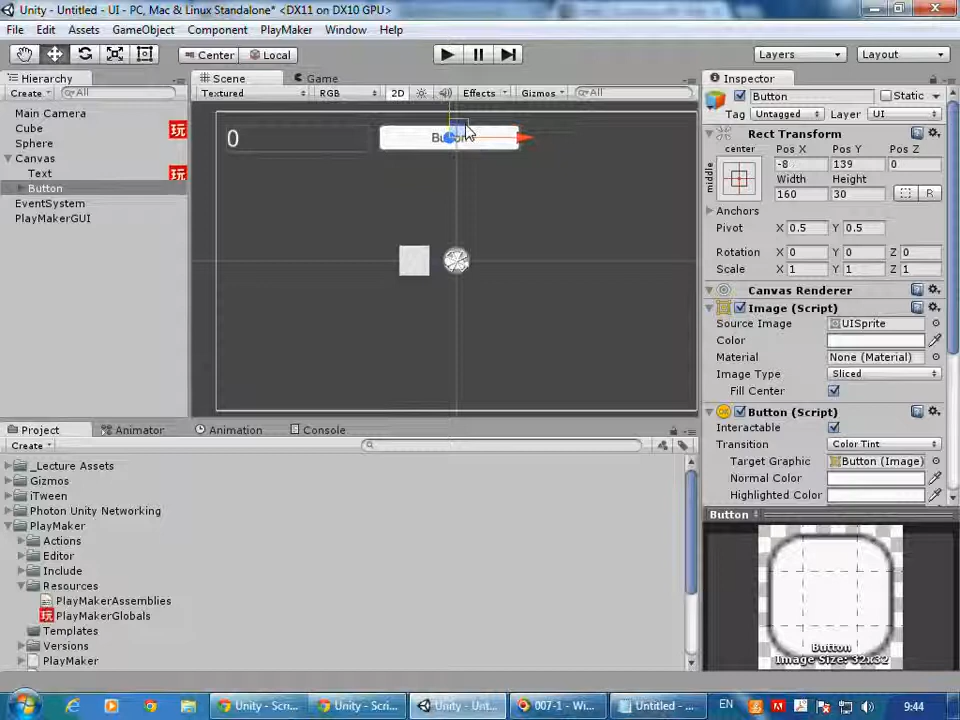 Unity - Untitled - UI - PC, Mac & Linux Standalone* <DX11 on DX10 GPU>
File Edit Assets GameObject Component PlayMaker Window Help
Center Local Layers Layout
Hierarchy
Create All
Main Camera
Cube 玩
Sphere
Canvas
Text 玩
Button
EventSystem
PlayMakerGUI
Scene Game
Textured RGB 2D Effects Gizmos All
0
Button
Inspector
Button Static
Tag Untagged Layer UI
Rect Transform
center Pos X Pos Y Pos Z
middle -8 139 0
Width Height
160 30 R
Anchors
Pivot X 0.5 Y 0.5
Rotation X 0 Y 0 Z 0
Scale X 1 Y 1 Z 1
Canvas Renderer
Image (Script)
Source Image UISprite
Color
Material None (Material)
Image Type Sliced
Fill Center
OK Button (Script)
Interactable
Transition Color Tint
Target Graphic Button (Image)
Normal Color
Highlighted Color
Button
Button
Image Size: 32x32
Project Animator Animation Console
Create
_Lecture Assets
Gizmos
iTween
Photon Unity Networking
PlayMaker
Actions
Editor
Include
Resources
PlayMakerAssemblies
玩 PlayMakerGlobals
Templates
Versions
PlayMaker
Unity - Scri... Unity - Scri... Unity - Unt... 007-1 - Wi... Untitled - ... EN 9:44